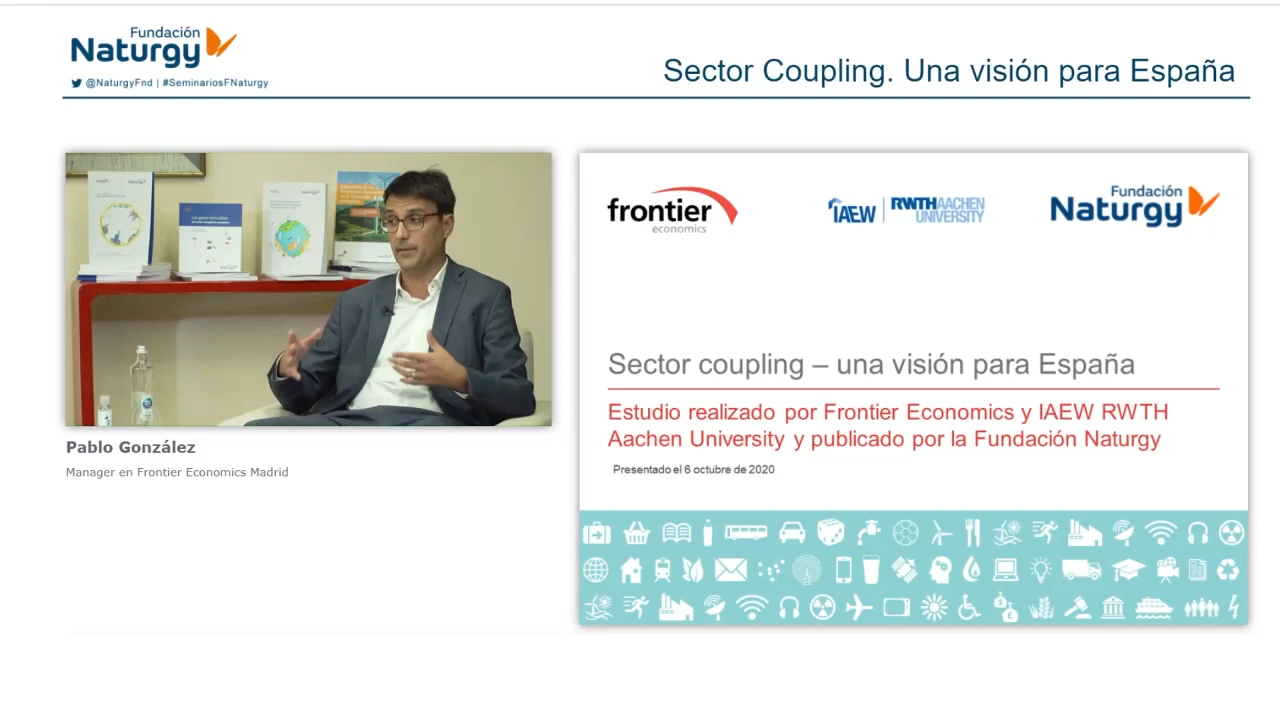 Fundación
Naturgy
@NaturgyFnd | #SeminariosFNaturgy
Sector Coupling. Una visión para España
Naturgy
Pablo González
Manager en Frontier Economics Madrid
frontier
economics
IAEW
RWTH AACHEN
UNIVERSITY
Fundación
Naturgy
Sector coupling – una visión para España
Estudio realizado por Frontier Economics y IAEW RWTH
Aachen University y publicado por la Fundación Naturgy
Presentado el 6 octubre de 2020